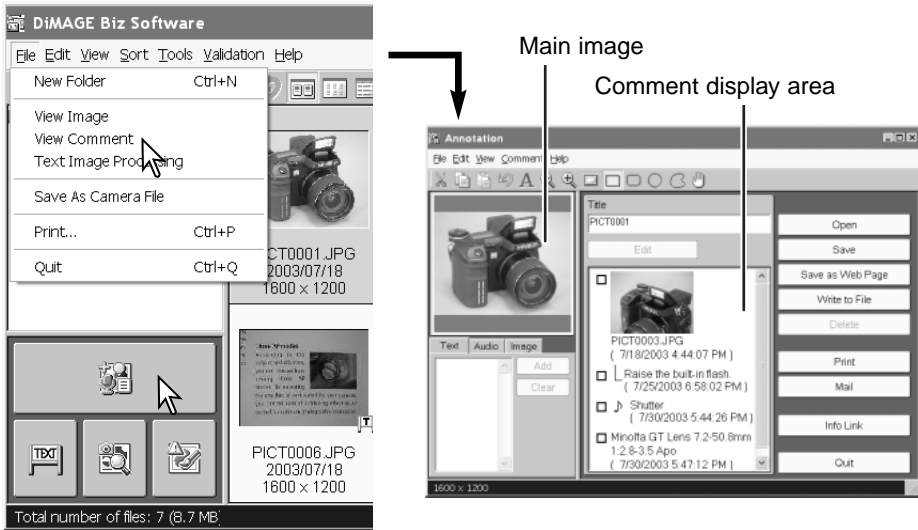 DiMAGE Biz Software
File Edit View Sort Tools Validation Help
New Folder Ctrl+N
View Image
View Comment
Text Image Processing
Save As Camera File
Print... Ctrl+P
Quit Ctrl+Q
CT0001.JPG
2003/07/18
1600 × 1200
TEXT
T
PICT0006.JPG
2003/07/18
1600 × 1200
Total number of files: 7 (8.7 MB)
Main image
Comment display area
Annotation
File Edit View Comment Help
A
Title
PICT0001
Edit
PICT0003.JPG
( 7/18/2003 4:44:07 PM )
Raise the built-in flash.
( 7/25/2003 6:58:02 PM )
Shutter
( 7/30/2003 5:44:26 PM )
Minolta GT Lens 7.2-50.8mm
1:2.8-3.5 Apo
( 7/30/2003 5:47:12 PM )
Text Audio Image
Add
Clear
Open
Save
Save as Web Page
Write to File
Delete
Print
Mail
Info Link
Quit
1600 × 1200